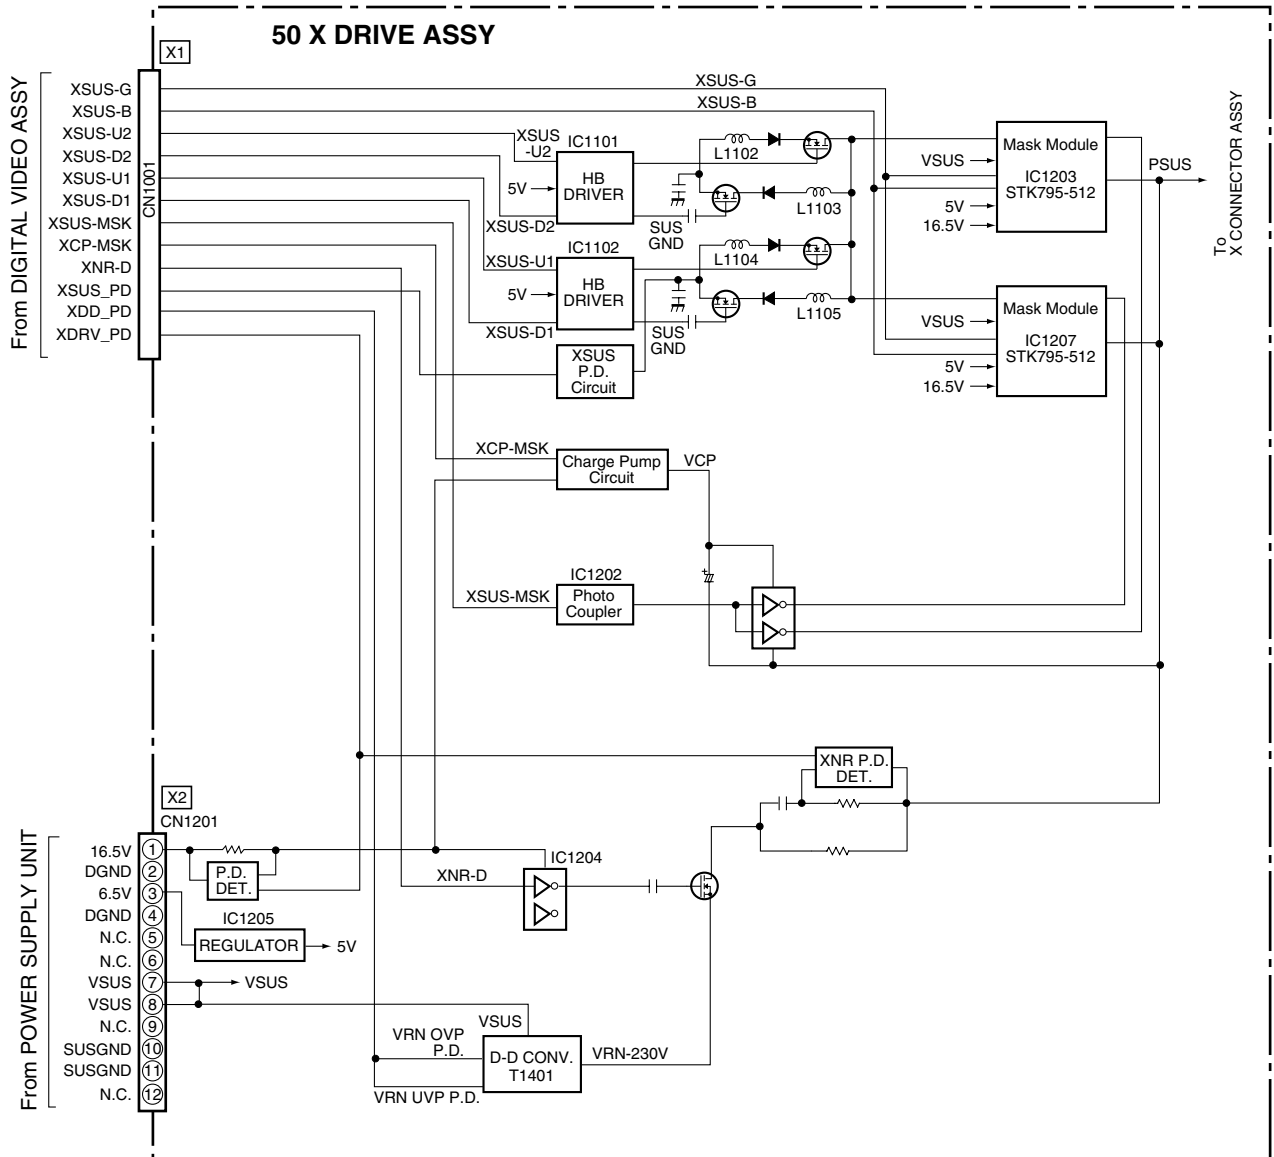 50 X DRIVE ASSY
X1
From DIGITAL VIDEO ASSY
CN1001
XSUS-G
XSUS-B
XSUS-U2
XSUS-D2
XSUS-U1
XSUS-D1
XSUS-MSK
XCP-MSK
XNR-D
XSUS_PD
XDD_PD
XDRV_PD
XSUS-G
XSUS-B
XSUS
-U2
IC1101
HB
DRIVER
5V
XSUS-D2
SUS
GND
L1102
L1103
XSUS-U1
IC1102
HB
DRIVER
5V
XSUS-D1
SUS
GND
L1104
L1105
XSUS
P.D.
Circuit
Mask Module
IC1203
STK795-512
VSUS
5V
16.5V
PSUS
To
X CONNECTOR ASSY
Mask Module
IC1207
STK795-512
VSUS
5V
16.5V
XCP-MSK
Charge Pump
Circuit
VCP
+
IC1202
XSUS-MSK
Photo
Coupler
XNR P.D.
DET.
X2
CN1201
From POWER SUPPLY UNIT
16.5V 1
DGND 2
6.5V 3
DGND 4
N.C. 5
N.C. 6
VSUS 7
VSUS 8
N.C. 9
SUSGND 10
SUSGND 11
N.C. 12
P.D.
DET.
IC1205
REGULATOR
5V
VSUS
XNR-D
IC1204
VSUS
VRN OVP
P.D.
D-D CONV.
T1401
VRN-230V
VRN UVP P.D.